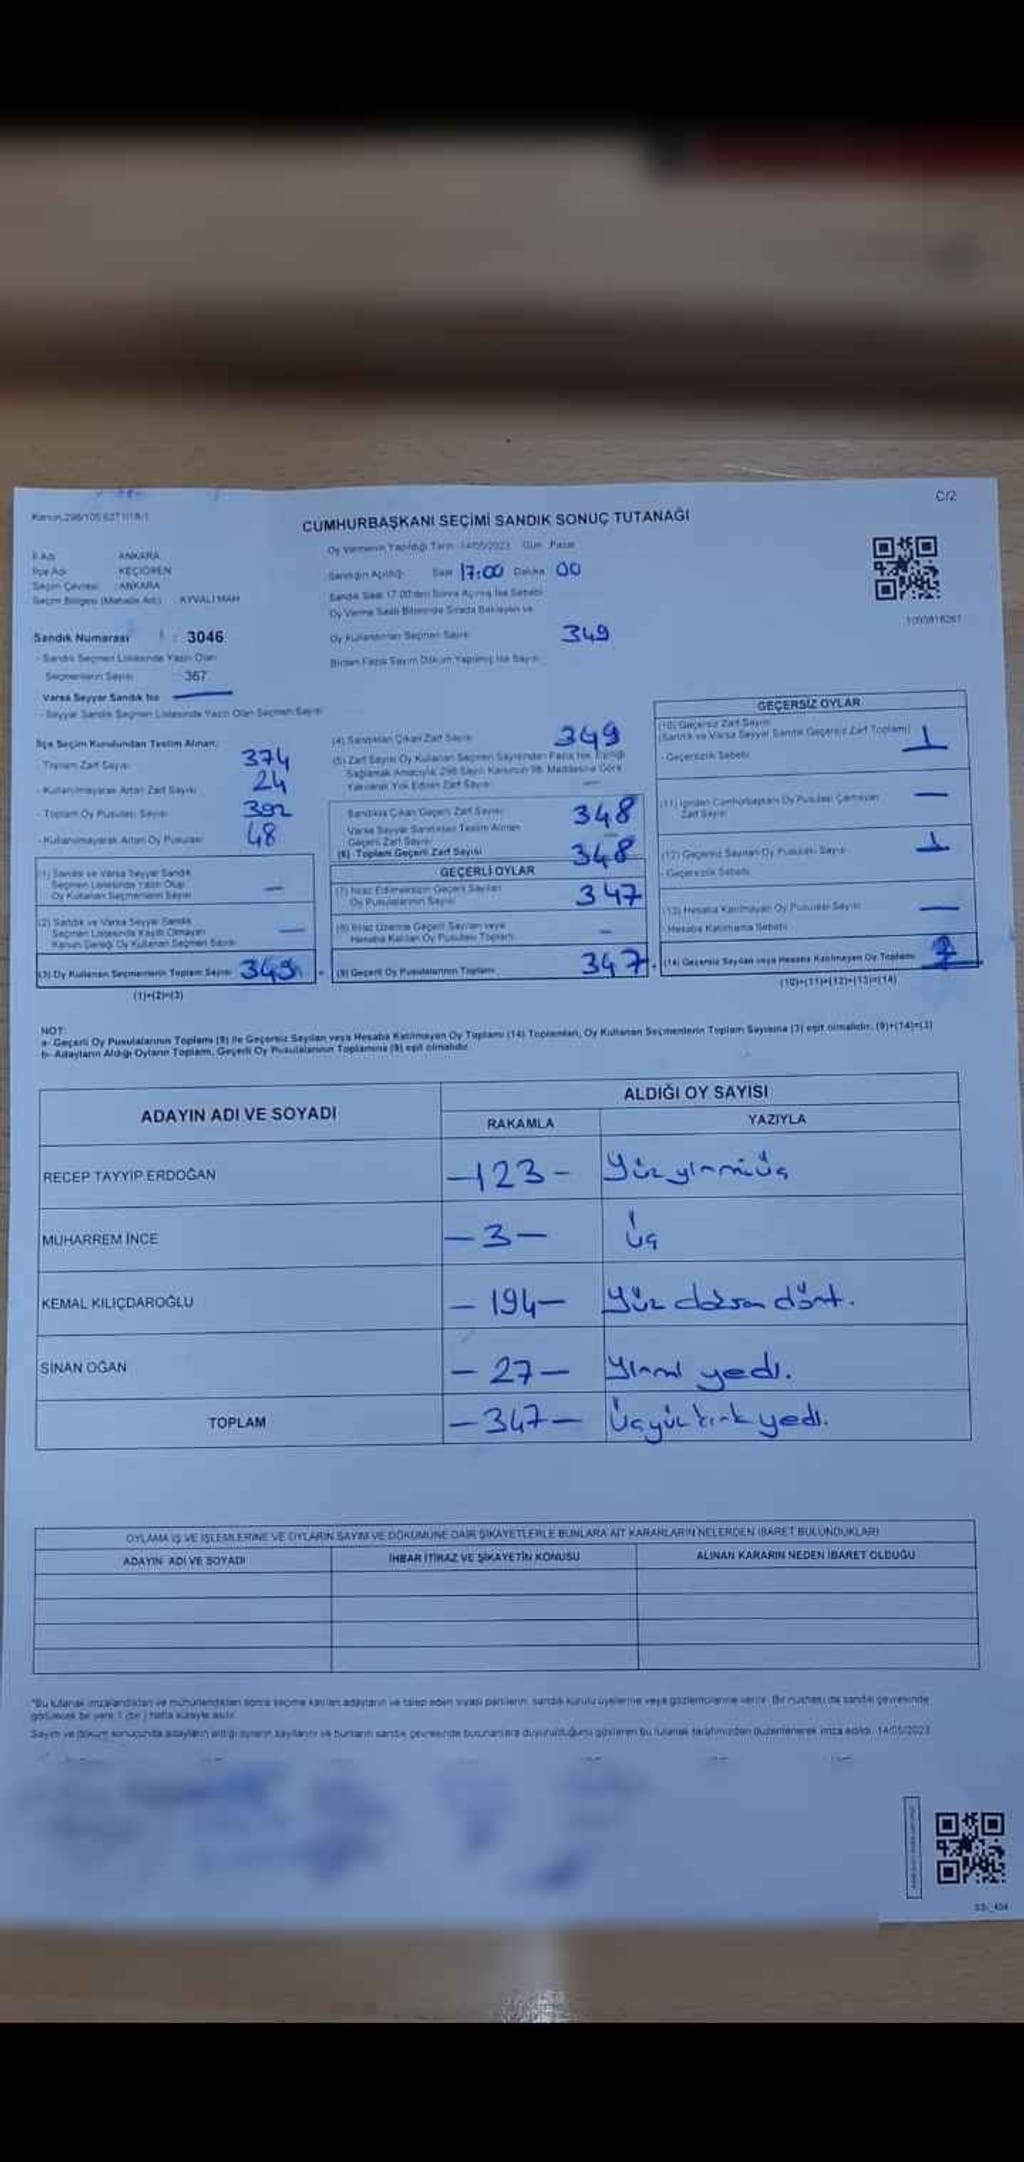 C/2
CUMHURBAŞKANI SEÇİMİ SANDIK SONUÇ TUTANAĞI
İl Adı ANKARA
İlçe Adı KEÇİÖREN
Seçim Çevresi : ANKARA
Seçim Bölgesi (Mahalle Adı) : AYVALI MAH
Sandık Numarası : 3046
- Sandık Seçmen Listesinde Yazılı Olan
Seçmenlerin Sayısı 367
Varsa Seyyar Sandık No
- Seyyar Sandık Seçmen Listesinde Yazılı Olan Seçmen Sayısı
Oy Vermenin Yapıldığı Tarih : 14/05/2023 Gün : Pazar
Sandığın Açılışı Saat 17:00 Dakika 00
Sandık Saat 17.00'den Sonra Açılmış İse Sebebi
Oy Verme Saati Bitiminde Sırada Bekleyen ve
Oy Kullandırılan Seçmen Sayısı 349
Birden Fazla Sayım Döküm Yapılmış İse Sayısı
İlçe Seçim Kurulundan Teslim Alınan:
Toplam Zarf Sayısı 374
- Kullanılmayarak Artan Zarf Sayısı 24
- Toplam Oy Pusulası Sayısı 392
- Kullanılmayarak Artan Oy Pusulası 48
(1) Sandık ve Varsa Seyyar Sandık
Seçmen Listesinde Yazılı Olup
Oy Kullanan Seçmenlerin Sayısı —
(2) Sandık ve Varsa Seyyar Sandık
Seçmen Listesinde Kayıtlı Olmayan
Kanun Gereği Oy Kullanan Seçmen Sayısı —
(3) Oy Kullanan Seçmenlerin Toplam Sayısı 349
(1)+(2)=(3)
(4) Sandıktan Çıkan Zarf Sayısı 349
(5) Zarf Sayısı Oy Kullanan Seçmen Sayısından Fazla İse, Eşitliği
Sağlamak Amacıyla 298 Sayılı Kanunun 98. Maddesine Göre
Yakılarak Yok Edilen Zarf Sayısı —
Sandıkta Çıkan Geçerli Zarf Sayısı 348
Varsa Seyyar Sandıktan Teslim Alınan
Geçerli Zarf Sayısı
(6) Toplam Geçerli Zarf Sayısı 348
GEÇERLİ OYLAR
(7) İtiraz Edilmeksizin Geçerli Sayılan
Oy Pusulalarının Sayısı 347
(8) İtiraz Üzerine Geçerli Sayılan veya
Hesaba Katılan Oy Pusulası Toplamı —
(9) Geçerli Oy Pusulalarının Toplamı 347
GEÇERSİZ OYLAR
(10) Geçersiz Zarf Sayısı
(Sandık ve Varsa Seyyar Sandık Geçersiz Zarf Toplamı) 1
- Geçersizlik Sebebi
(11) İçinden Cumhurbaşkanı Oy Pusulası Çıkmayan
Zarf Sayısı —
(12) Geçersiz Sayılan Oy Pusulası Sayısı 1
- Geçersizlik Sebebi
(13) Hesaba Katılmayan Oy Pusulası Sayısı —
- Hesaba Katılmama Sebebi
(14) Geçersiz Sayılan veya Hesaba Katılmayan Oy Toplamı 2
(10)+(11)+(12)+(13)=(14)
NOT:
a- Geçerli Oy Pusulalarının Toplamı (9) ile Geçersiz Sayılan veya Hesaba Katılmayan Oy Toplamı (14) Toplamları, Oy Kullanan Seçmenlerin Toplam Sayısına (3) eşit olmalıdır. (9)+(14)=(3)
b- Adayların Aldığı Oyların Toplamı, Geçerli Oy Pusulalarının Toplamına (9) eşit olmalıdır.
ADAYIN ADI VE SOYADI ALDIĞI OY SAYISI
RAKAMLA YAZIYLA
RECEP TAYYİP ERDOĞAN -123- Yüz yirmi üç
MUHARREM İNCE -3- üç
KEMAL KILIÇDAROĞLU -194- Yüz doksan dört.
SİNAN OĞAN -27- Yirmi yedi.
TOPLAM -347- Üçyüz kırk yedi.
OYLAMA İŞ VE İŞLEMLERİNE VE OYLARIN SAYIM VE DÖKÜMÜNE DAİR ŞİKAYETLERLE BUNLARA AİT KARARLARIN NELERDEN İBARET BULUNDUKLARI
ADAYIN ADI VE SOYADI İHBAR İTİRAZ VE ŞİKAYETİN KONUSU ALINAN KARARIN NEDEN İBARET OLDUĞU
"Bu tutanak imzalandıktan ve mühürlendikten sonra seçime katılan adayların ve talep eden siyasi partilerin, sandık kurulu üyelerine veya gözlemcilerine verilir. Bir nüshası da sandık çevresinde
görülecek bir yere 1 (bir) hafta süreyle asılır.
Sayım ve döküm sonucunda adayların aldığı oyların sayılarını ve bunların sandık çevresinde bulunanlara duyurulduğunu gösteren bu tutanak tarafımızdan düzenlenerek imza edildi. 14/05/2023